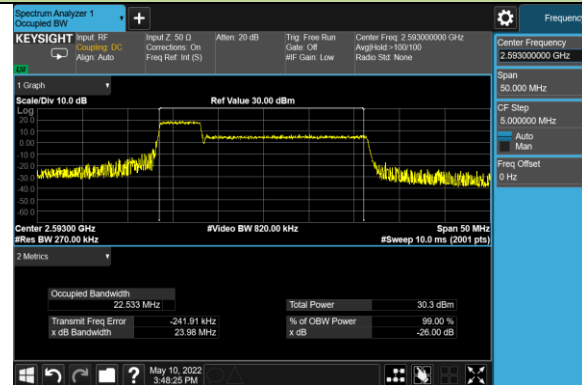 Spectrum Analyzer 1
Occupied BW
Frequency
KEYSIGHT
Input: RF
Coupling: DC
Align: Auto
Input Z: 50 Ω
Corrections: On
Freq Ref: Int (S)
Atten: 20 dB
Trig: Free Run
Gate: Off
#IF Gain: Low
Center Freq: 2.593000000 GHz
Avg|Hold:>100/100
Radio Std: None
LXI
Center Frequency
2.593000000 GHz
Span
50.000 MHz
CF Step
5.000000 MHz
Auto
Man
Freq Offset
0 Hz
1 Graph
Scale/Div 10.0 dB
Ref Value 30.00 dBm
Log
20.0
10.0
0.00
-10.0
-20.0
-30.0
-40.0
-50.0
-60.0
Center 2.59300 GHz
#Video BW 820.00 kHz
Span 50 MHz
#Res BW 270.00 kHz
#Sweep 10.0 ms (2001 pts)
2 Metrics
Occupied Bandwidth
22.533 MHz
Total Power 30.3 dBm
Transmit Freq Error -241.91 kHz
% of OBW Power 99.00 %
x dB Bandwidth 23.98 MHz
x dB -26.00 dB
May 10, 2022
3:48:25 PM